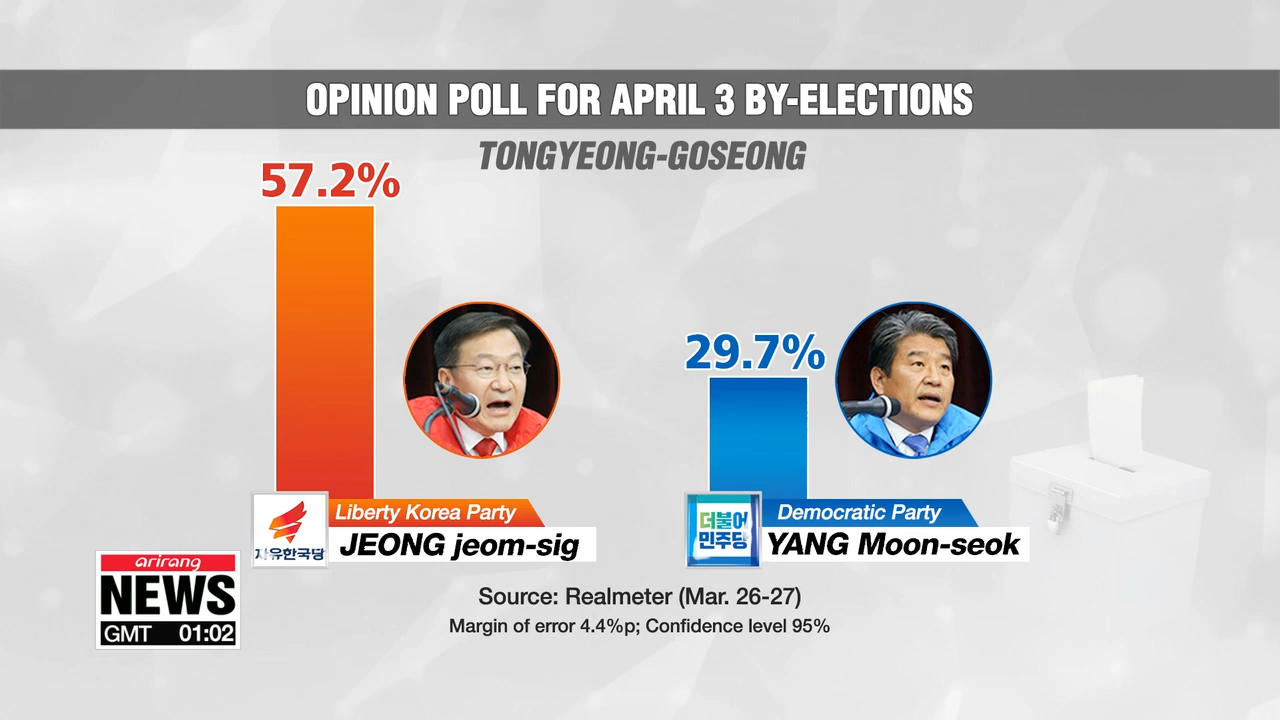 OPINION POLL FOR APRIL 3 BY-ELECTIONS
TONGYEONG-GOSEONG
57.2%
29.7%
Liberty Korea Party
자유한국당
JEONG jeom-sig
Democratic Party
더불어
민주당
YANG Moon-seok
arirang
NEWS
GMT 01:02
Source: Realmeter (Mar. 26-27)
Margin of error 4.4%p; Confidence level 95%